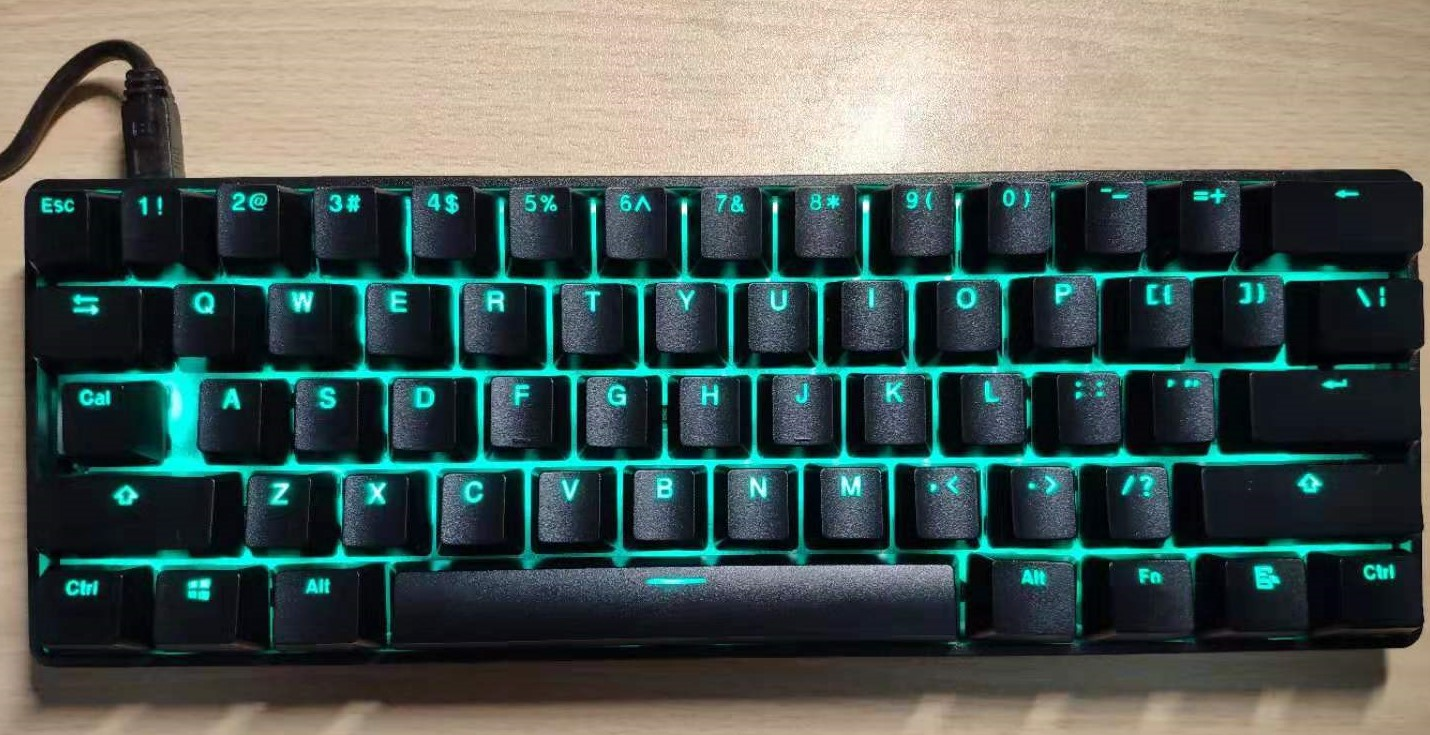 Esc 1! 2@ 3# 4$ 5% 6^ 7& 8* 9( 0) -_ =+ ←
⇆ Q W E R T Y U I O P [{ ]} \¦
Cal A S D F G H J K L ;: '" ↵
⇧ Z X C V B N M ,< .> /? ⇧
Ctrl Alt Alt Fn Ctrl